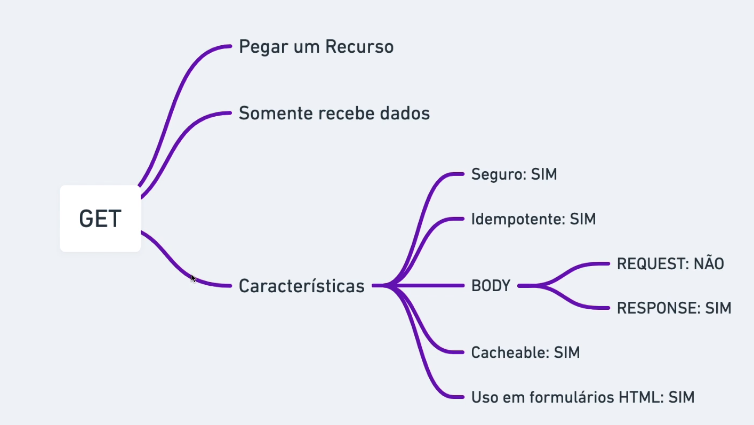 GET
Pegar um Recurso
Somente recebe dados
Características
Seguro: SIM
Idempotente: SIM
BODY
REQUEST: NÃO
RESPONSE: SIM
Cacheable: SIM
Uso em formulários HTML: SIM